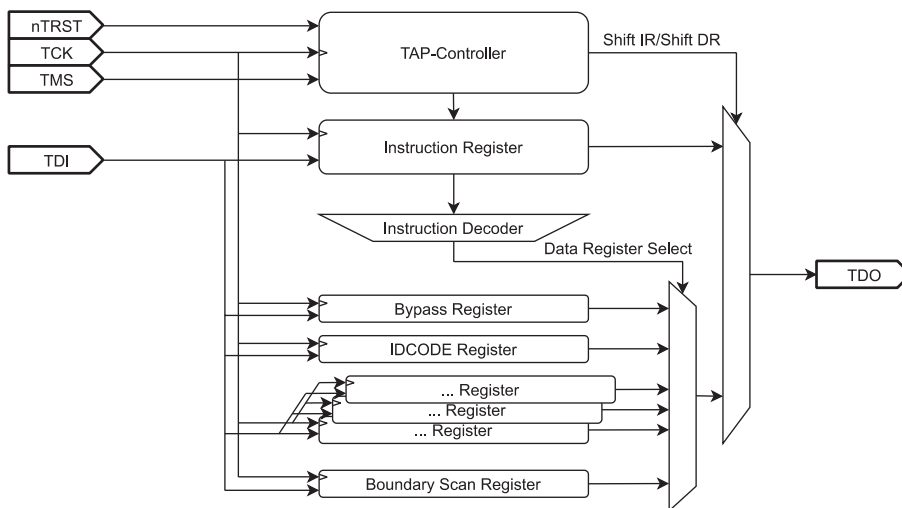 nTRST
TCK
TMS
TAP-Controller
Shift IR/Shift DR
TDI
Instruction Register
Instruction Decoder
Data Register Select
TDO
Bypass Register
IDCODE Register
... Register
... Register
... Register
Boundary Scan Register